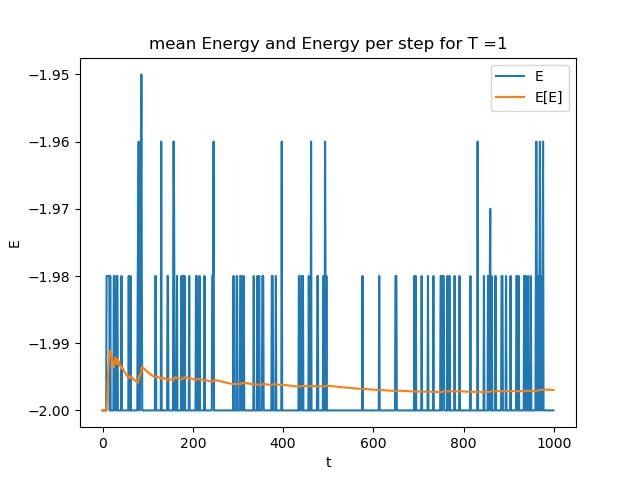 mean Energy and Energy per step for T =1
E
E[E]
−1.95
−1.96
−1.97
−1.98
−1.99
−2.00
E
0
200
400
600
800
1000
t